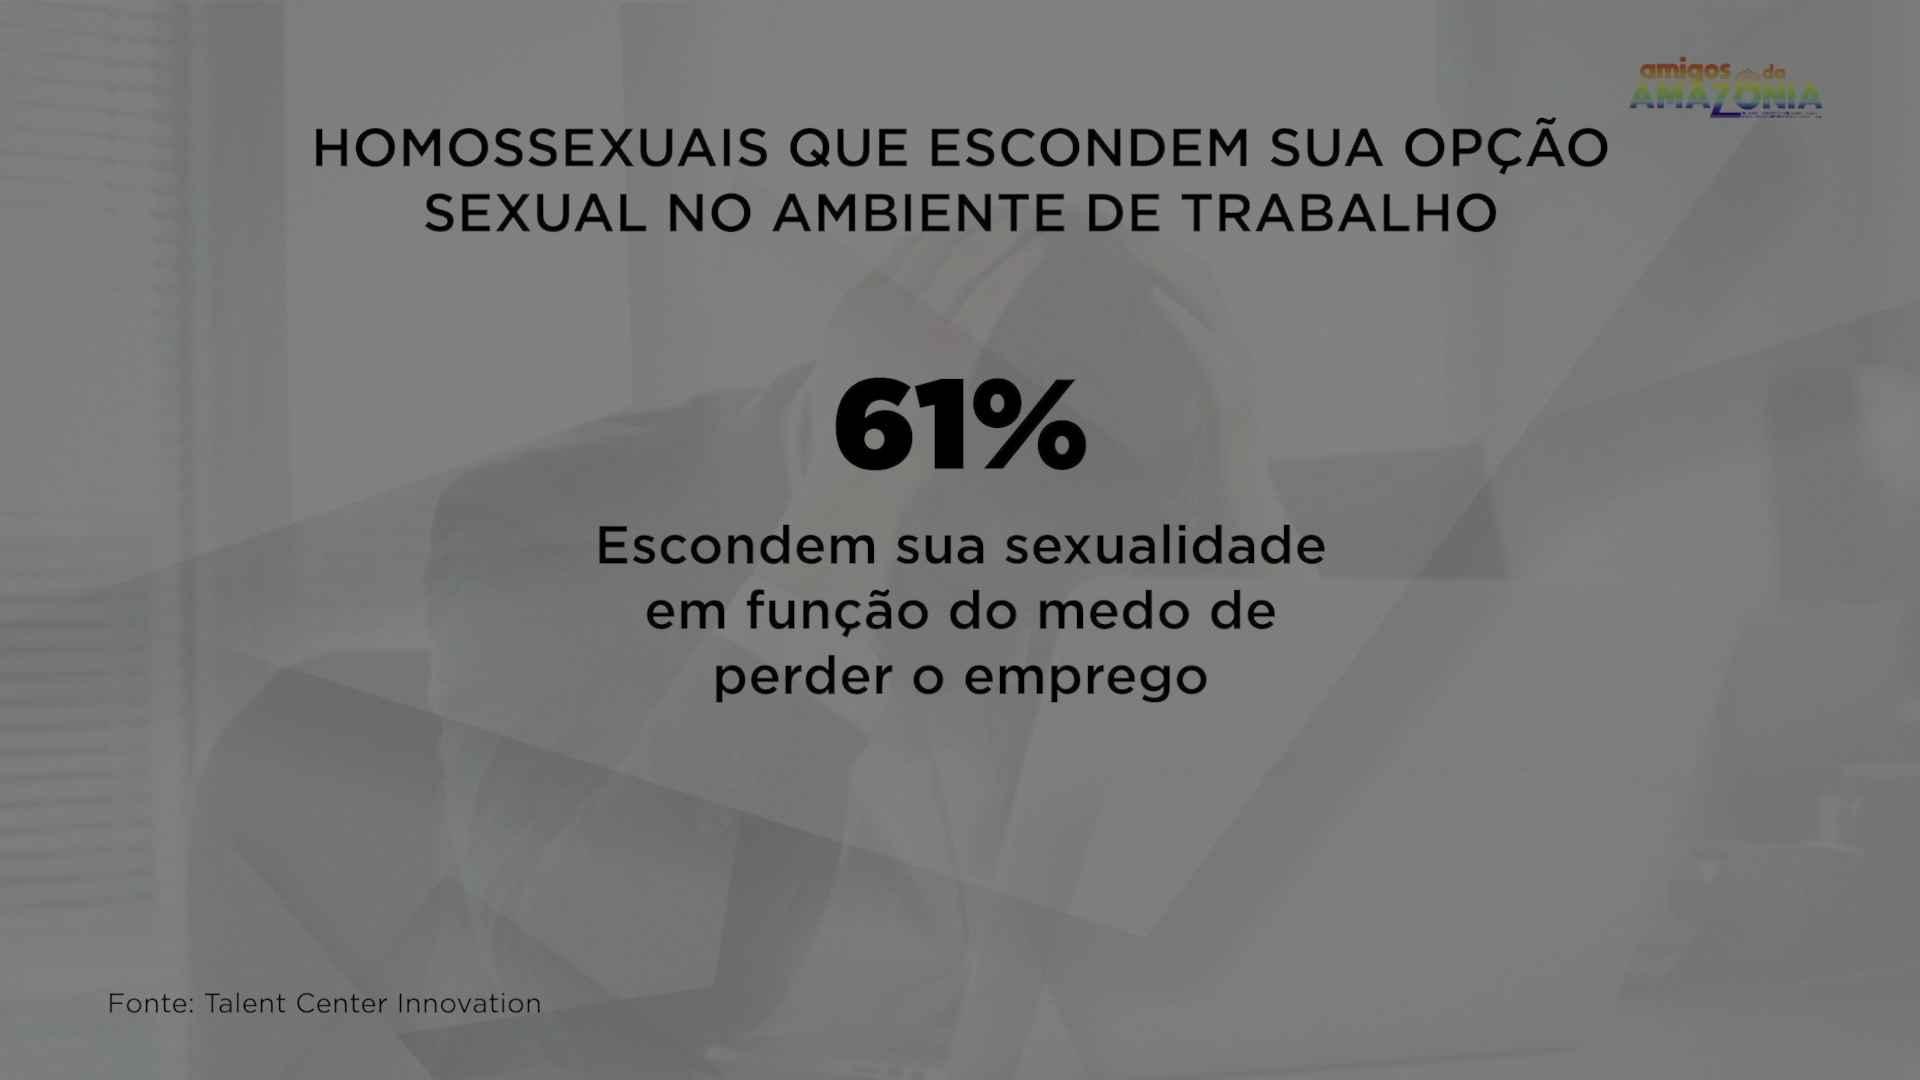 amigos da
AMAZONIA
HOMOSSEXUAIS QUE ESCONDEM SUA OPÇÃO
SEXUAL NO AMBIENTE DE TRABALHO
61%
Escondem sua sexualidade
em função do medo de
perder o emprego
Fonte: Talent Center Innovation